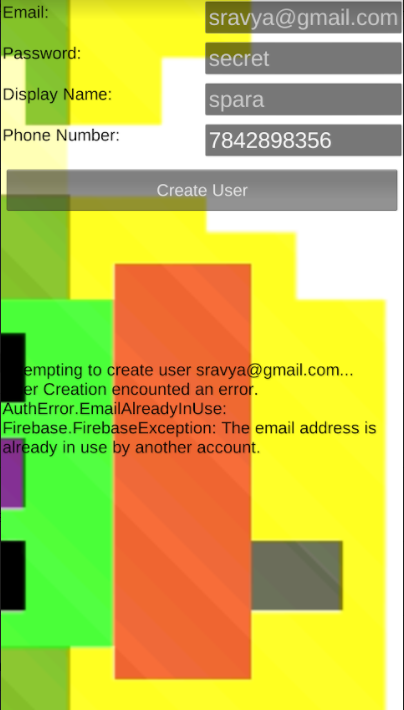 Email: sravya@gmail.com
Password: secret
Display Name: spara
Phone Number: 7842898356
Create User
empting to create user sravya@gmail.com...
er Creation encounted an error.
AuthError.EmailAlreadyInUse:
Firebase.FirebaseException: The email address is
already in use by another account.